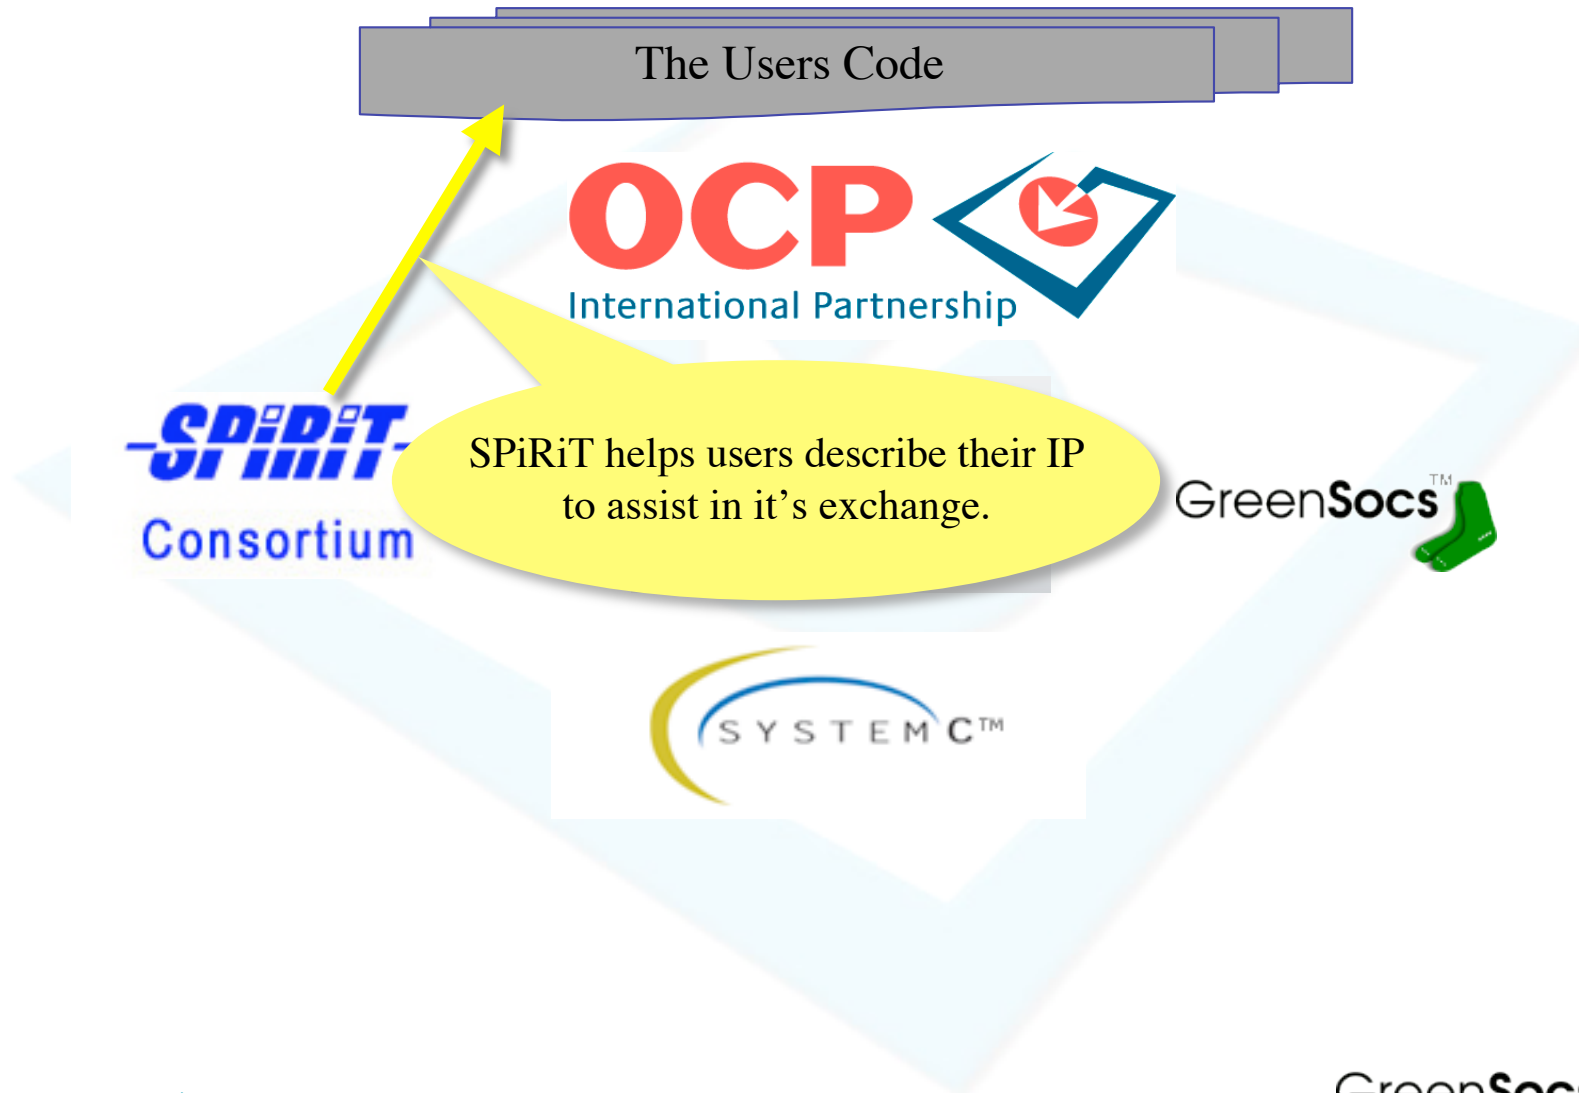 The Users Code
OCP
International Partnership
SPiRiT
Consortium
SPiRiT helps users describe their IP
to assist in it’s exchange.
GreenSocs™
SYSTEMC™
GreenSocs